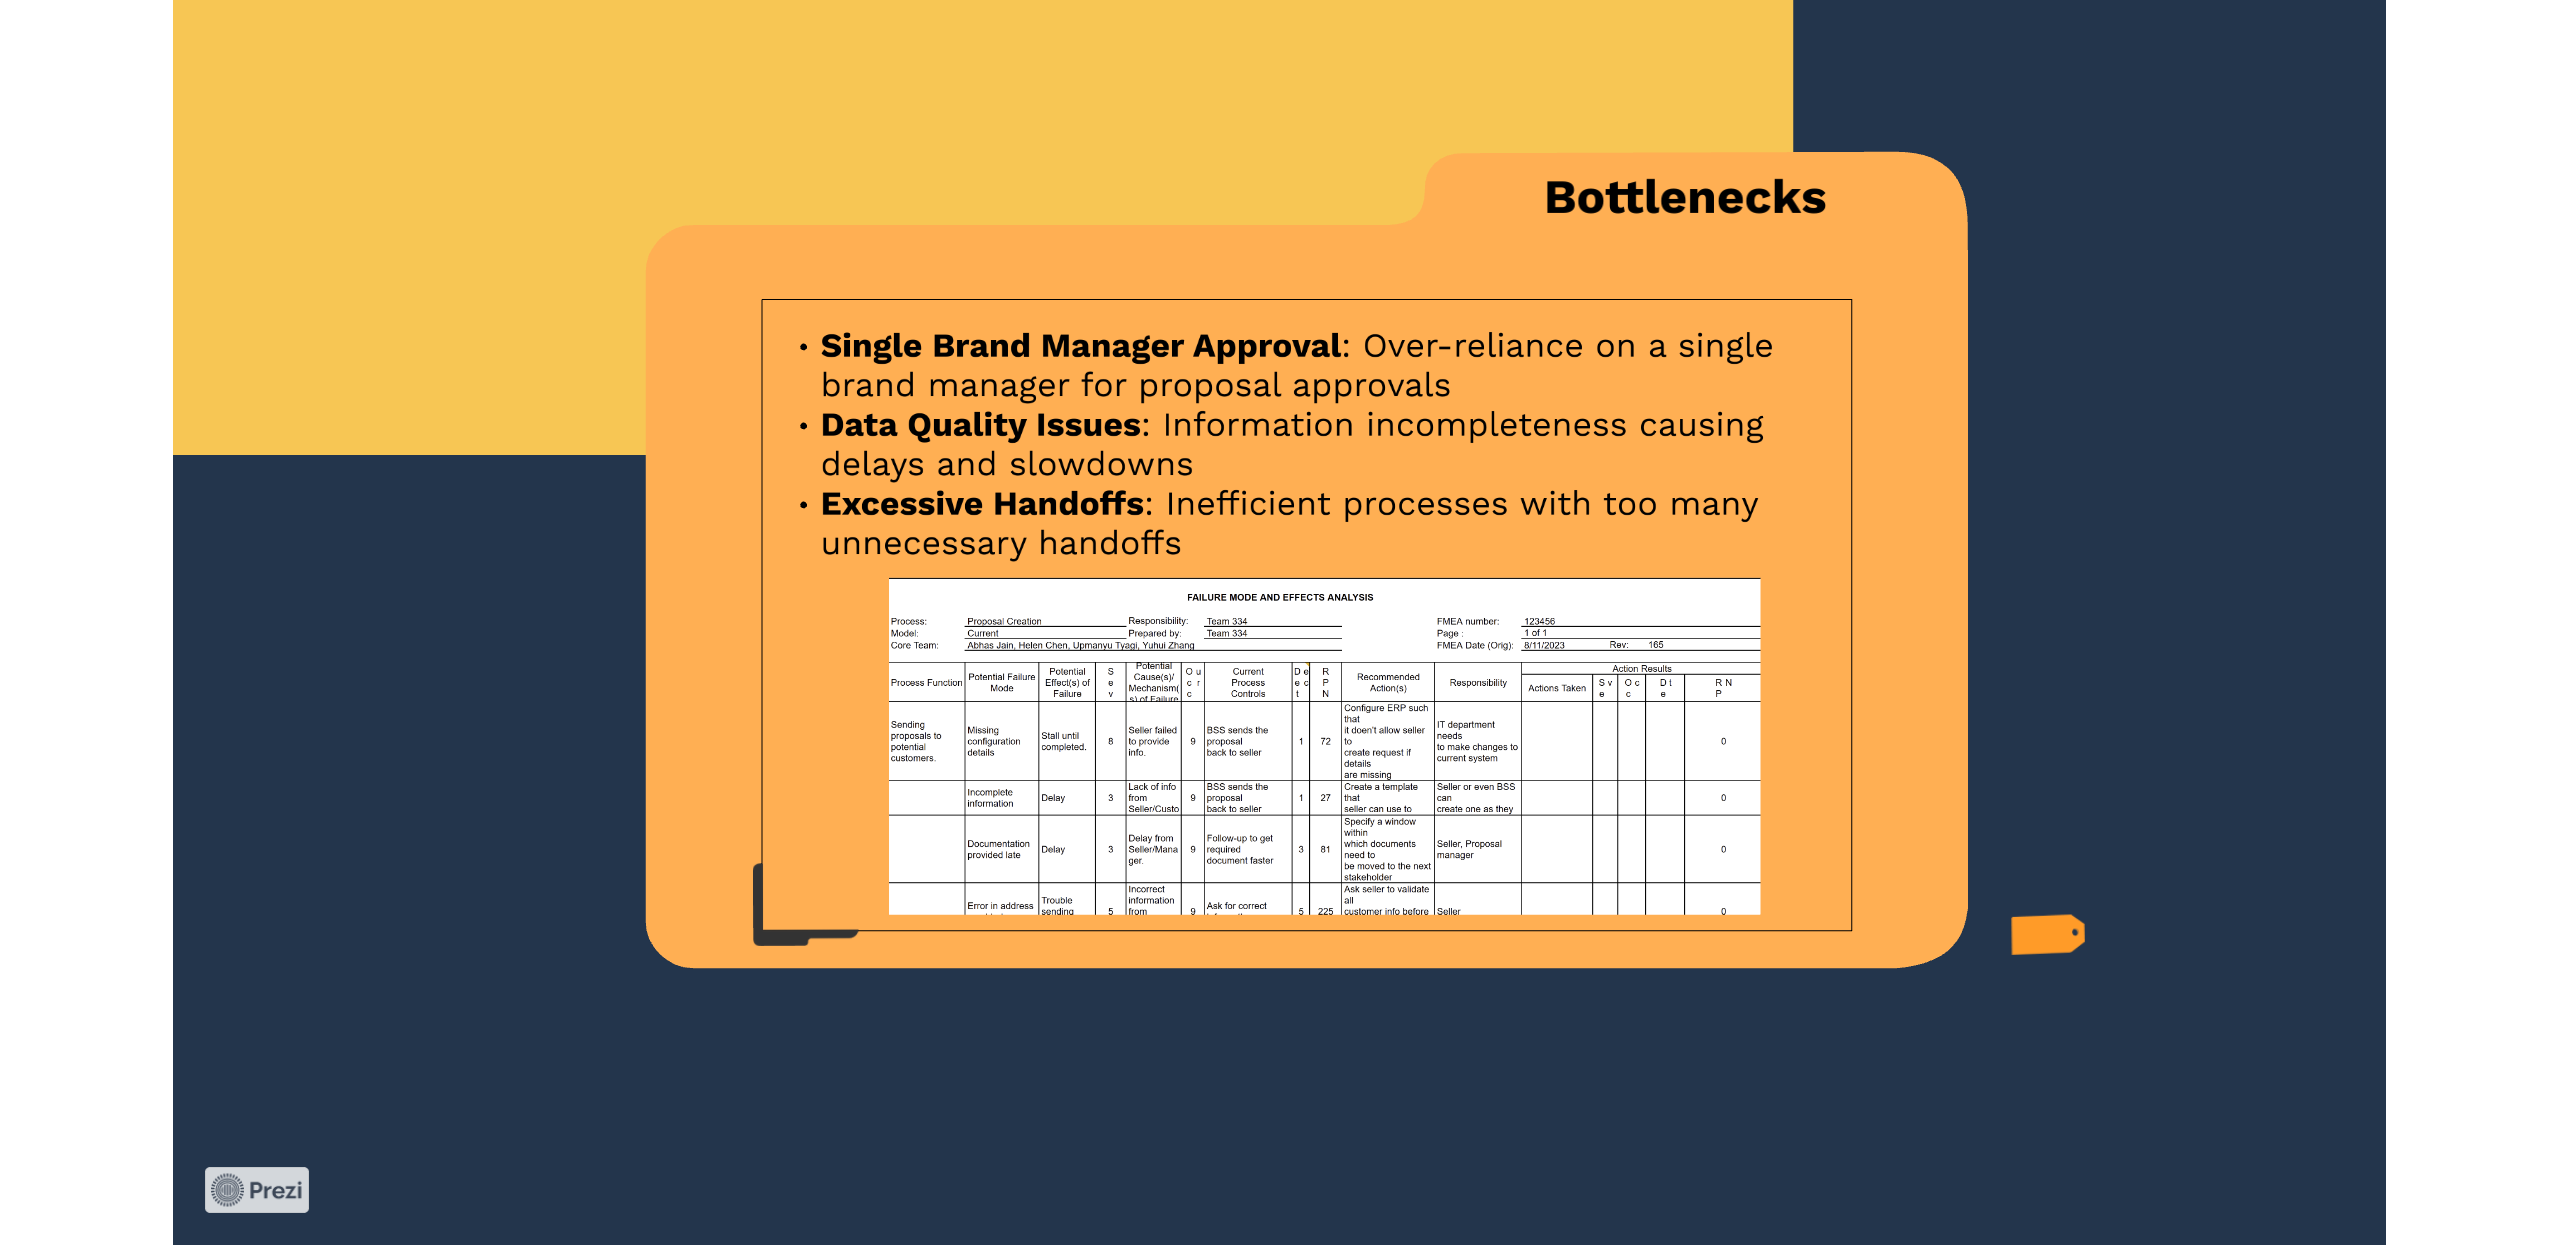 Bottlenecks
• Single Brand Manager Approval: Over-reliance on a single
brand manager for proposal approvals
• Data Quality Issues: Information incompleteness causing
delays and slowdowns
• Excessive Handoffs: Inefficient processes with too many
unnecessary handoffs
FAILURE MODE AND EFFECTS ANALYSIS
Process: Proposal Creation Responsibility: Team 334 FMEA number: 123456
Model: Current Prepared by: Team 334 Page : 1 of 1
Core Team: Abhas Jain, Helen Chen, Upmanyu Tyagi, Yuhui Zhang FMEA Date (Orig): 8/11/2023 Rev: 165
Process Function
Potential Failure
Mode
Potential
Effect(s) of
Failure
S
e
v
Potential
Cause(s)/
Mechanism(
s) of Failure
O u
c r
c
Current
Process
Controls
D e
e c
t
R
P
N
Recommended
Action(s)
Responsibility
Action Results
Actions Taken
S v
e
O c
c
D t
e
R N
P
Sending
proposals to
potential
customers.
Missing
configuration
details
Stall until
completed.
8
Seller failed
to provide
info.
9
BSS sends the
proposal
back to seller
1
72
Configure ERP such
that
it doen't allow seller
to
create request if
details
are missing
IT department
needs
to make changes to
current system
0
Incomplete
information
Delay
3
Lack of info
from
Seller/Custo
9
BSS sends the
proposal
back to seller
1
27
Create a template
that
seller can use to
Seller or even BSS
can
create one as they
0
Documentation
provided late
Delay
3
Delay from
Seller/Mana
ger.
9
Follow-up to get
required
document faster
3
81
Specify a window
within
which documents
need to
be moved to the next
stakeholder
Seller, Proposal
manager
0
Error in address
Trouble
sending
5
Incorrect
information
from
9
Ask for correct
5
225
Ask seller to validate
all
customer info before
Seller
0
Prezi